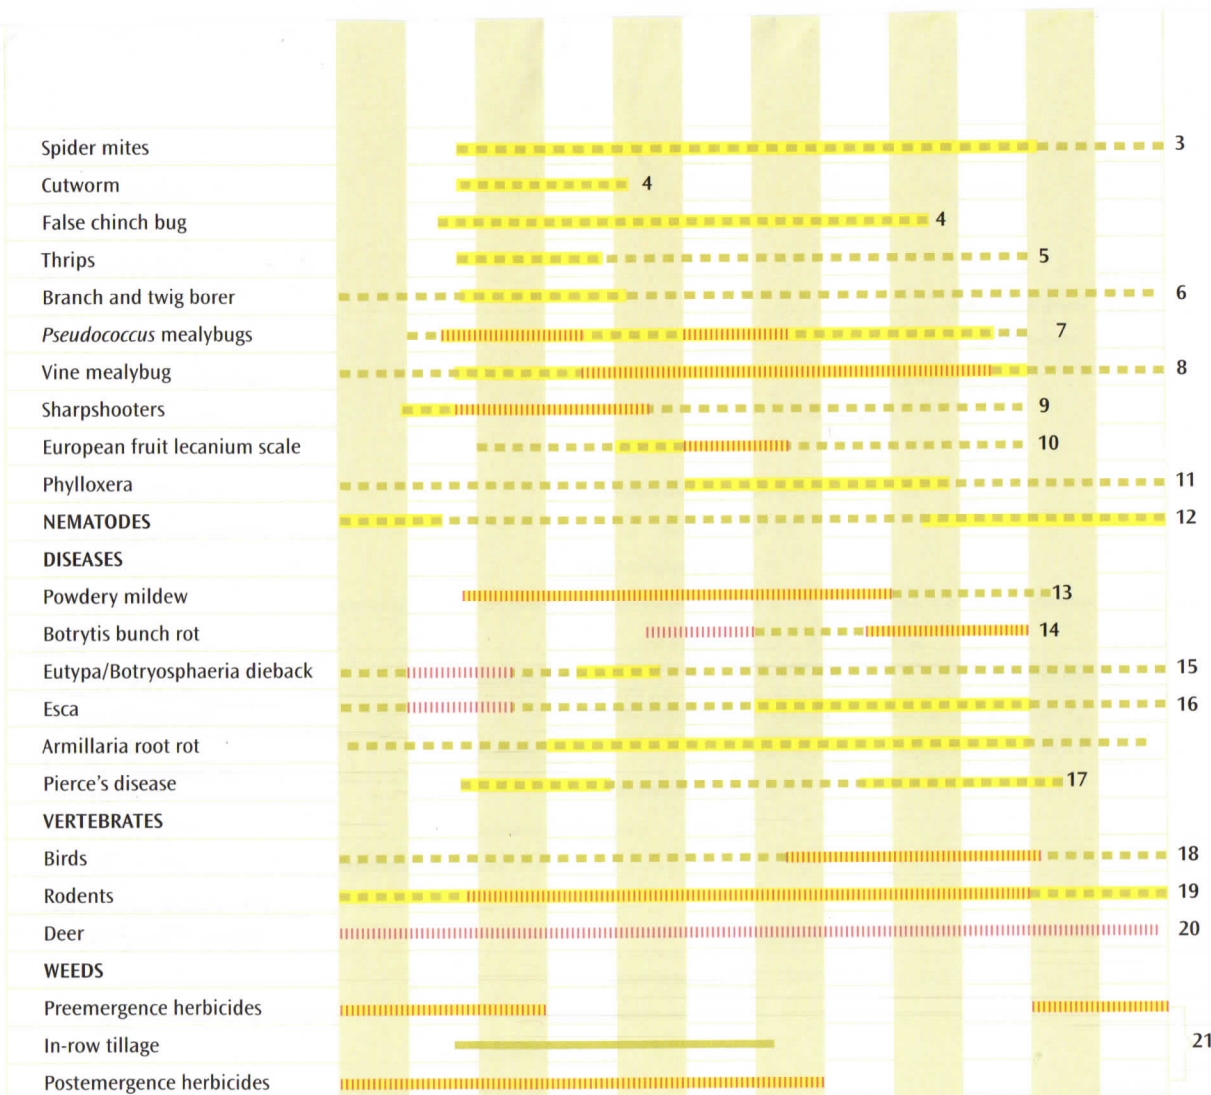 Spider mites 3
Cutworm 4
False chinch bug 4
Thrips 5
Branch and twig borer 6
Pseudococcus mealybugs 7
Vine mealybug 8
Sharpshooters 9
European fruit lecanium scale 10
Phylloxera 11
NEMATODES 12
DISEASES
Powdery mildew 13
Botrytis bunch rot 14
Eutypa/Botryosphaeria dieback 15
Esca 16
Armillaria root rot
Pierce's disease 17
VERTEBRATES
Birds 18
Rodents 19
Deer 20
WEEDS
Preemergence herbicides
In-row tillage 21
Postemergence herbicides